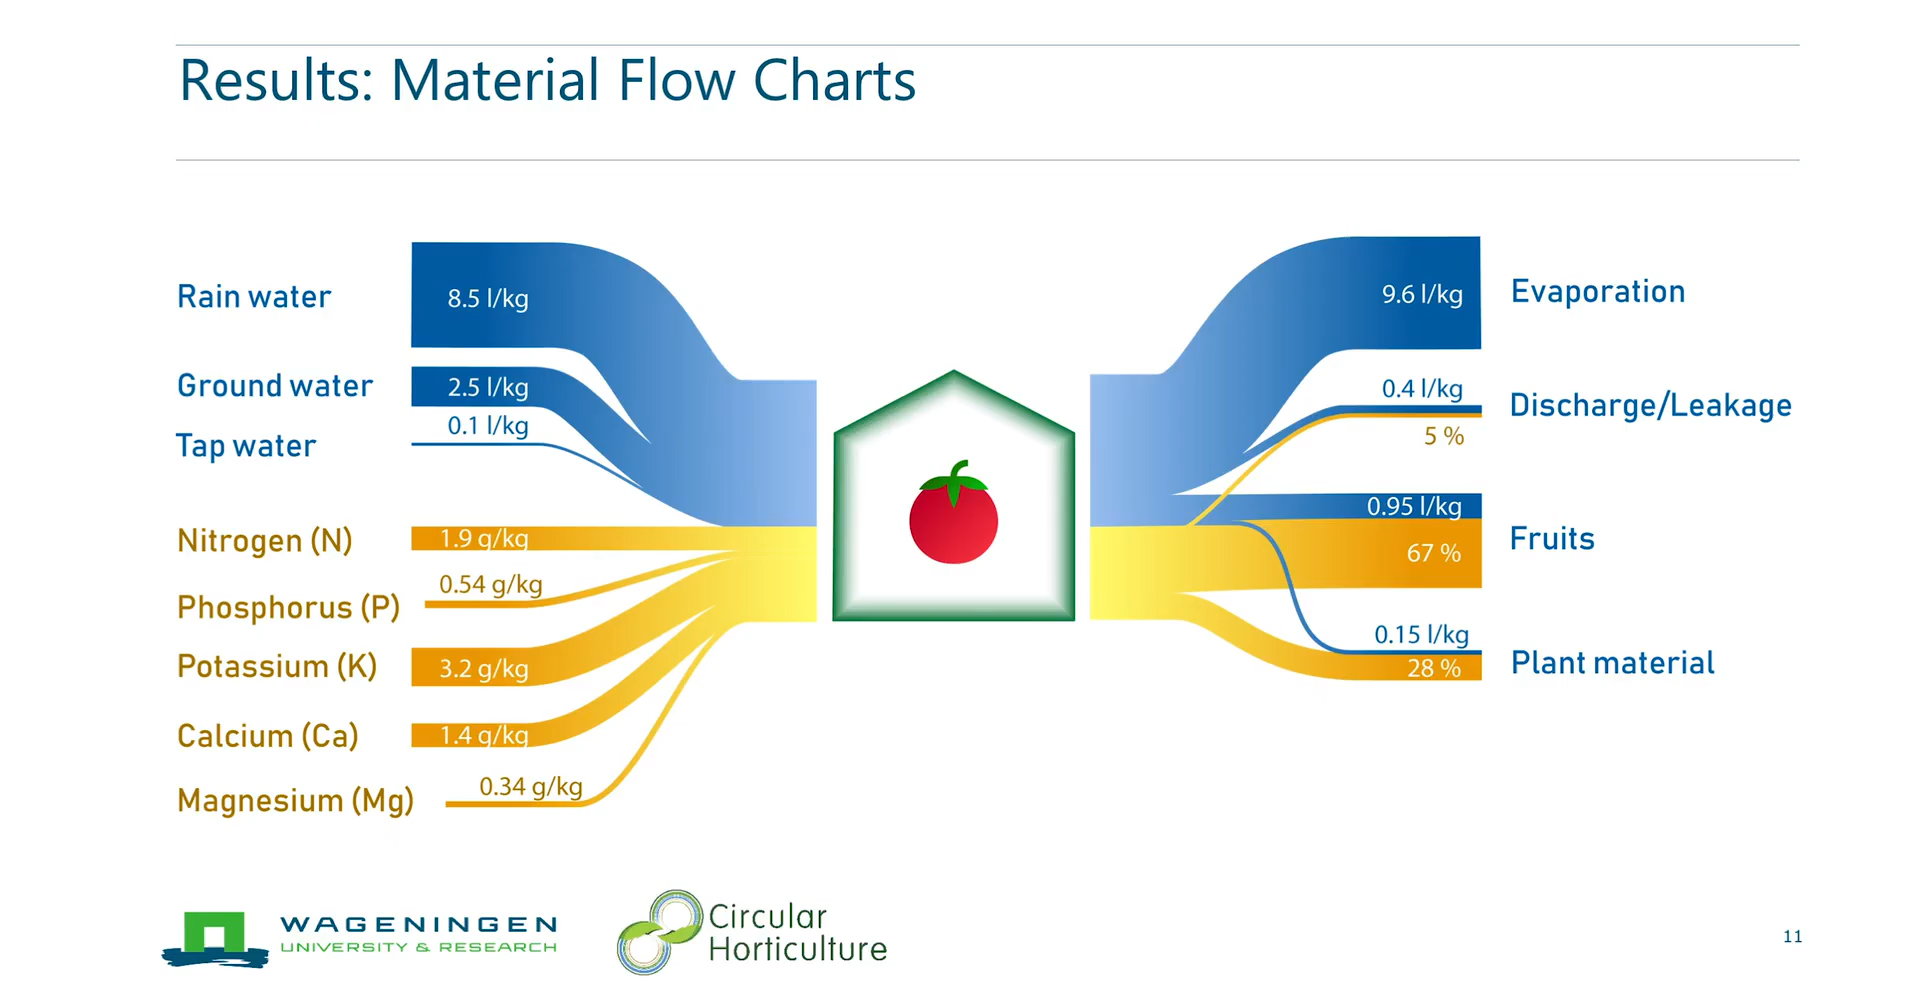 Results: Material Flow Charts
Rain water
8.5 l/kg
Ground water
2.5 l/kg
Tap water
0.1 l/kg
Nitrogen (N)
1.9 g/kg
Phosphorus (P)
0.54 g/kg
Potassium (K)
3.2 g/kg
Calcium (Ca)
1.4 g/kg
Magnesium (Mg)
0.34 g/kg
9.6 l/kg
Evaporation
0.4 l/kg
Discharge/Leakage
5 %
0.95 l/kg
Fruits
67 %
0.15 l/kg
Plant material
28 %
WAGENINGEN
UNIVERSITY & RESEARCH
Circular
Horticulture
11